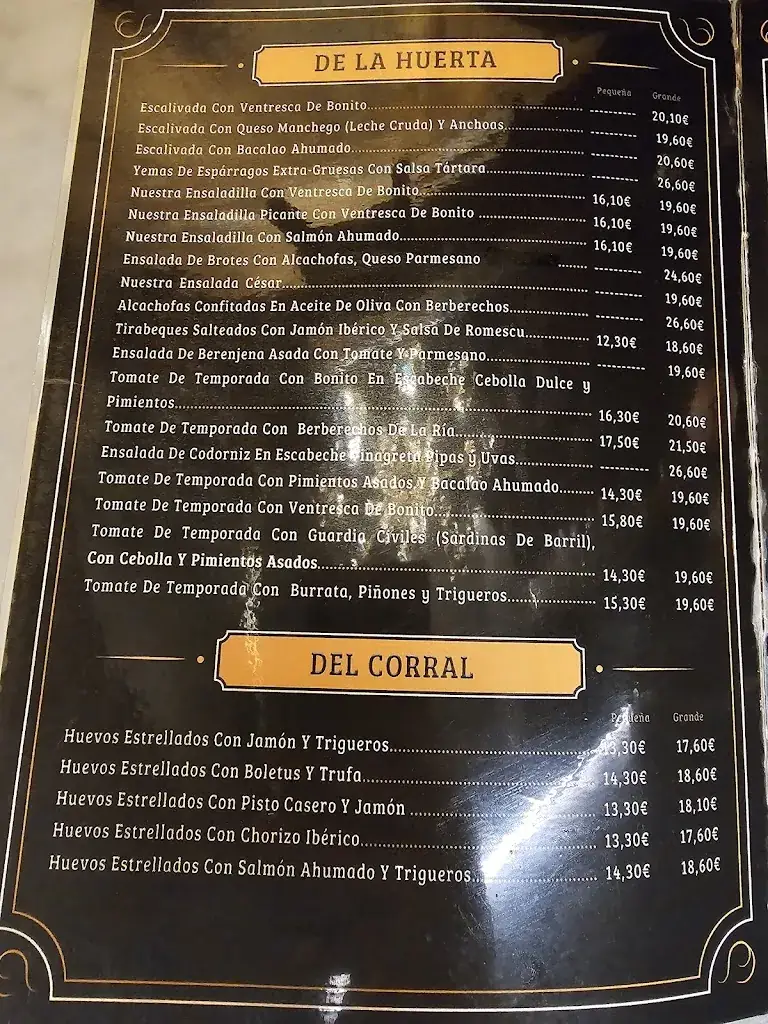 DE LA HUERTA
Pequeña Grande
Escalivada Con Ventresca De Bonito.................... --------- 20,10€
Escalivada Con Queso Manchego (Leche Cruda) Y Anchoas.................... --------- 19,60€
Escalivada Con Bacalao Ahumado.................... --------- 20,60€
Yemas De Espárragos Extra-Gruesas Con Salsa Tártara.................... --------- 26,60€
Nuestra Ensaladilla Con Ventresca De Bonito.................... 16,10€ 19,60€
Nuestra Ensaladilla Picante Con Ventresca De Bonito .................... 16,10€ 19,60€
Nuestra Ensaladilla Con Salmón Ahumado.................... 16,10€ 19,60€
Ensalada De Brotes Con Alcachofas, Queso Parmesano ....... --------- 24,60€
Nuestra Ensalada César.................... --------- 19,60€
Alcachofas Confitadas En Aceite De Oliva Con Berberechos.................... --------- 26,60€
Tirabeques Salteados Con Jamón Ibérico Y Salsa De Romescu.................... 12,30€ 18,60€
Ensalada De Berenjena Asada Con Tomate Y Parmesano.................... --------- 19,60€
Tomate De Temporada Con Bonito En Escabeche Cebolla Dulce y
Pimientos.................... 16,30€ 20,60€
Tomate De Temporada Con Berberechos De La Ría.................... 17,50€ 21,50€
Ensalada De Codorniz En Escabeche Vinagreta Pipas y Uvas.................... --------- 26,60€
Tomate De Temporada Con Pimientos Asados Y Bacalao Ahumado........ 14,30€ 19,60€
Tomate De Temporada Con Ventresca De Bonito.................... 15,80€ 19,60€
Tomate De Temporada Con Guardia Civiles (Sardinas De Barril),
Con Cebolla Y Pimientos Asados.................... 14,30€ 19,60€
Tomate De Temporada Con Burrata, Piñones y Trigueros.................... 15,30€ 19,60€
DEL CORRAL
Pequeña Grande
Huevos Estrellados Con Jamón Y Trigueros.................... 13,30€ 17,60€
Huevos Estrellados Con Boletus Y Trufa.................... 14,30€ 18,60€
Huevos Estrellados Con Pisto Casero Y Jamón .................... 13,30€ 18,10€
Huevos Estrellados Con Chorizo Ibérico.................... 13,30€ 17,60€
Huevos Estrellados Con Salmón Ahumado Y Trigueros.................... 14,30€ 18,60€